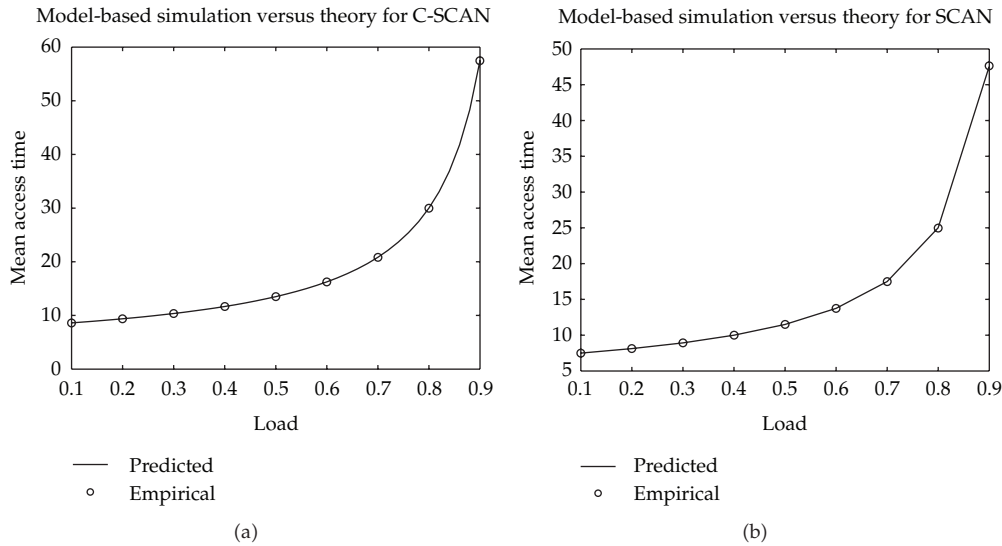 Model-based simulation versus theory for C-SCAN
60
50
40
30
20
10
0
Mean access time
0.1 0.2 0.3 0.4 0.5 0.6 0.7 0.8 0.9
Load
Predicted
Empirical
(a)
Model-based simulation versus theory for SCAN
50
45
40
35
30
25
20
15
10
5
Mean access time
0.1 0.2 0.3 0.4 0.5 0.6 0.7 0.8 0.9
Load
Predicted
Empirical
(b)